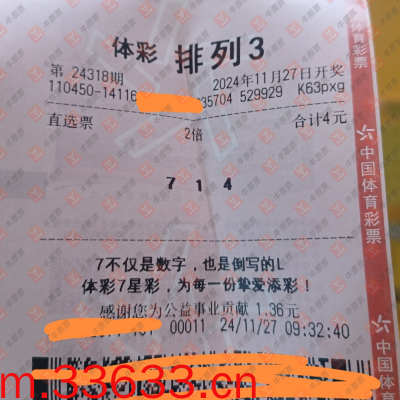 体彩 排列3
第 24318期 2024年11月27日开奖
110450-14116 35704 529929 K63pxg
直选票 2倍 合计4元
7 1 4
7不仅是数字，也是倒写的L
体彩7星彩，为每一份挚爱添彩！
感谢您为公益事业贡献 1.36元
00011 24/11/27 09:32:40
m.33633.cn
中国体育彩票
中国体育彩票